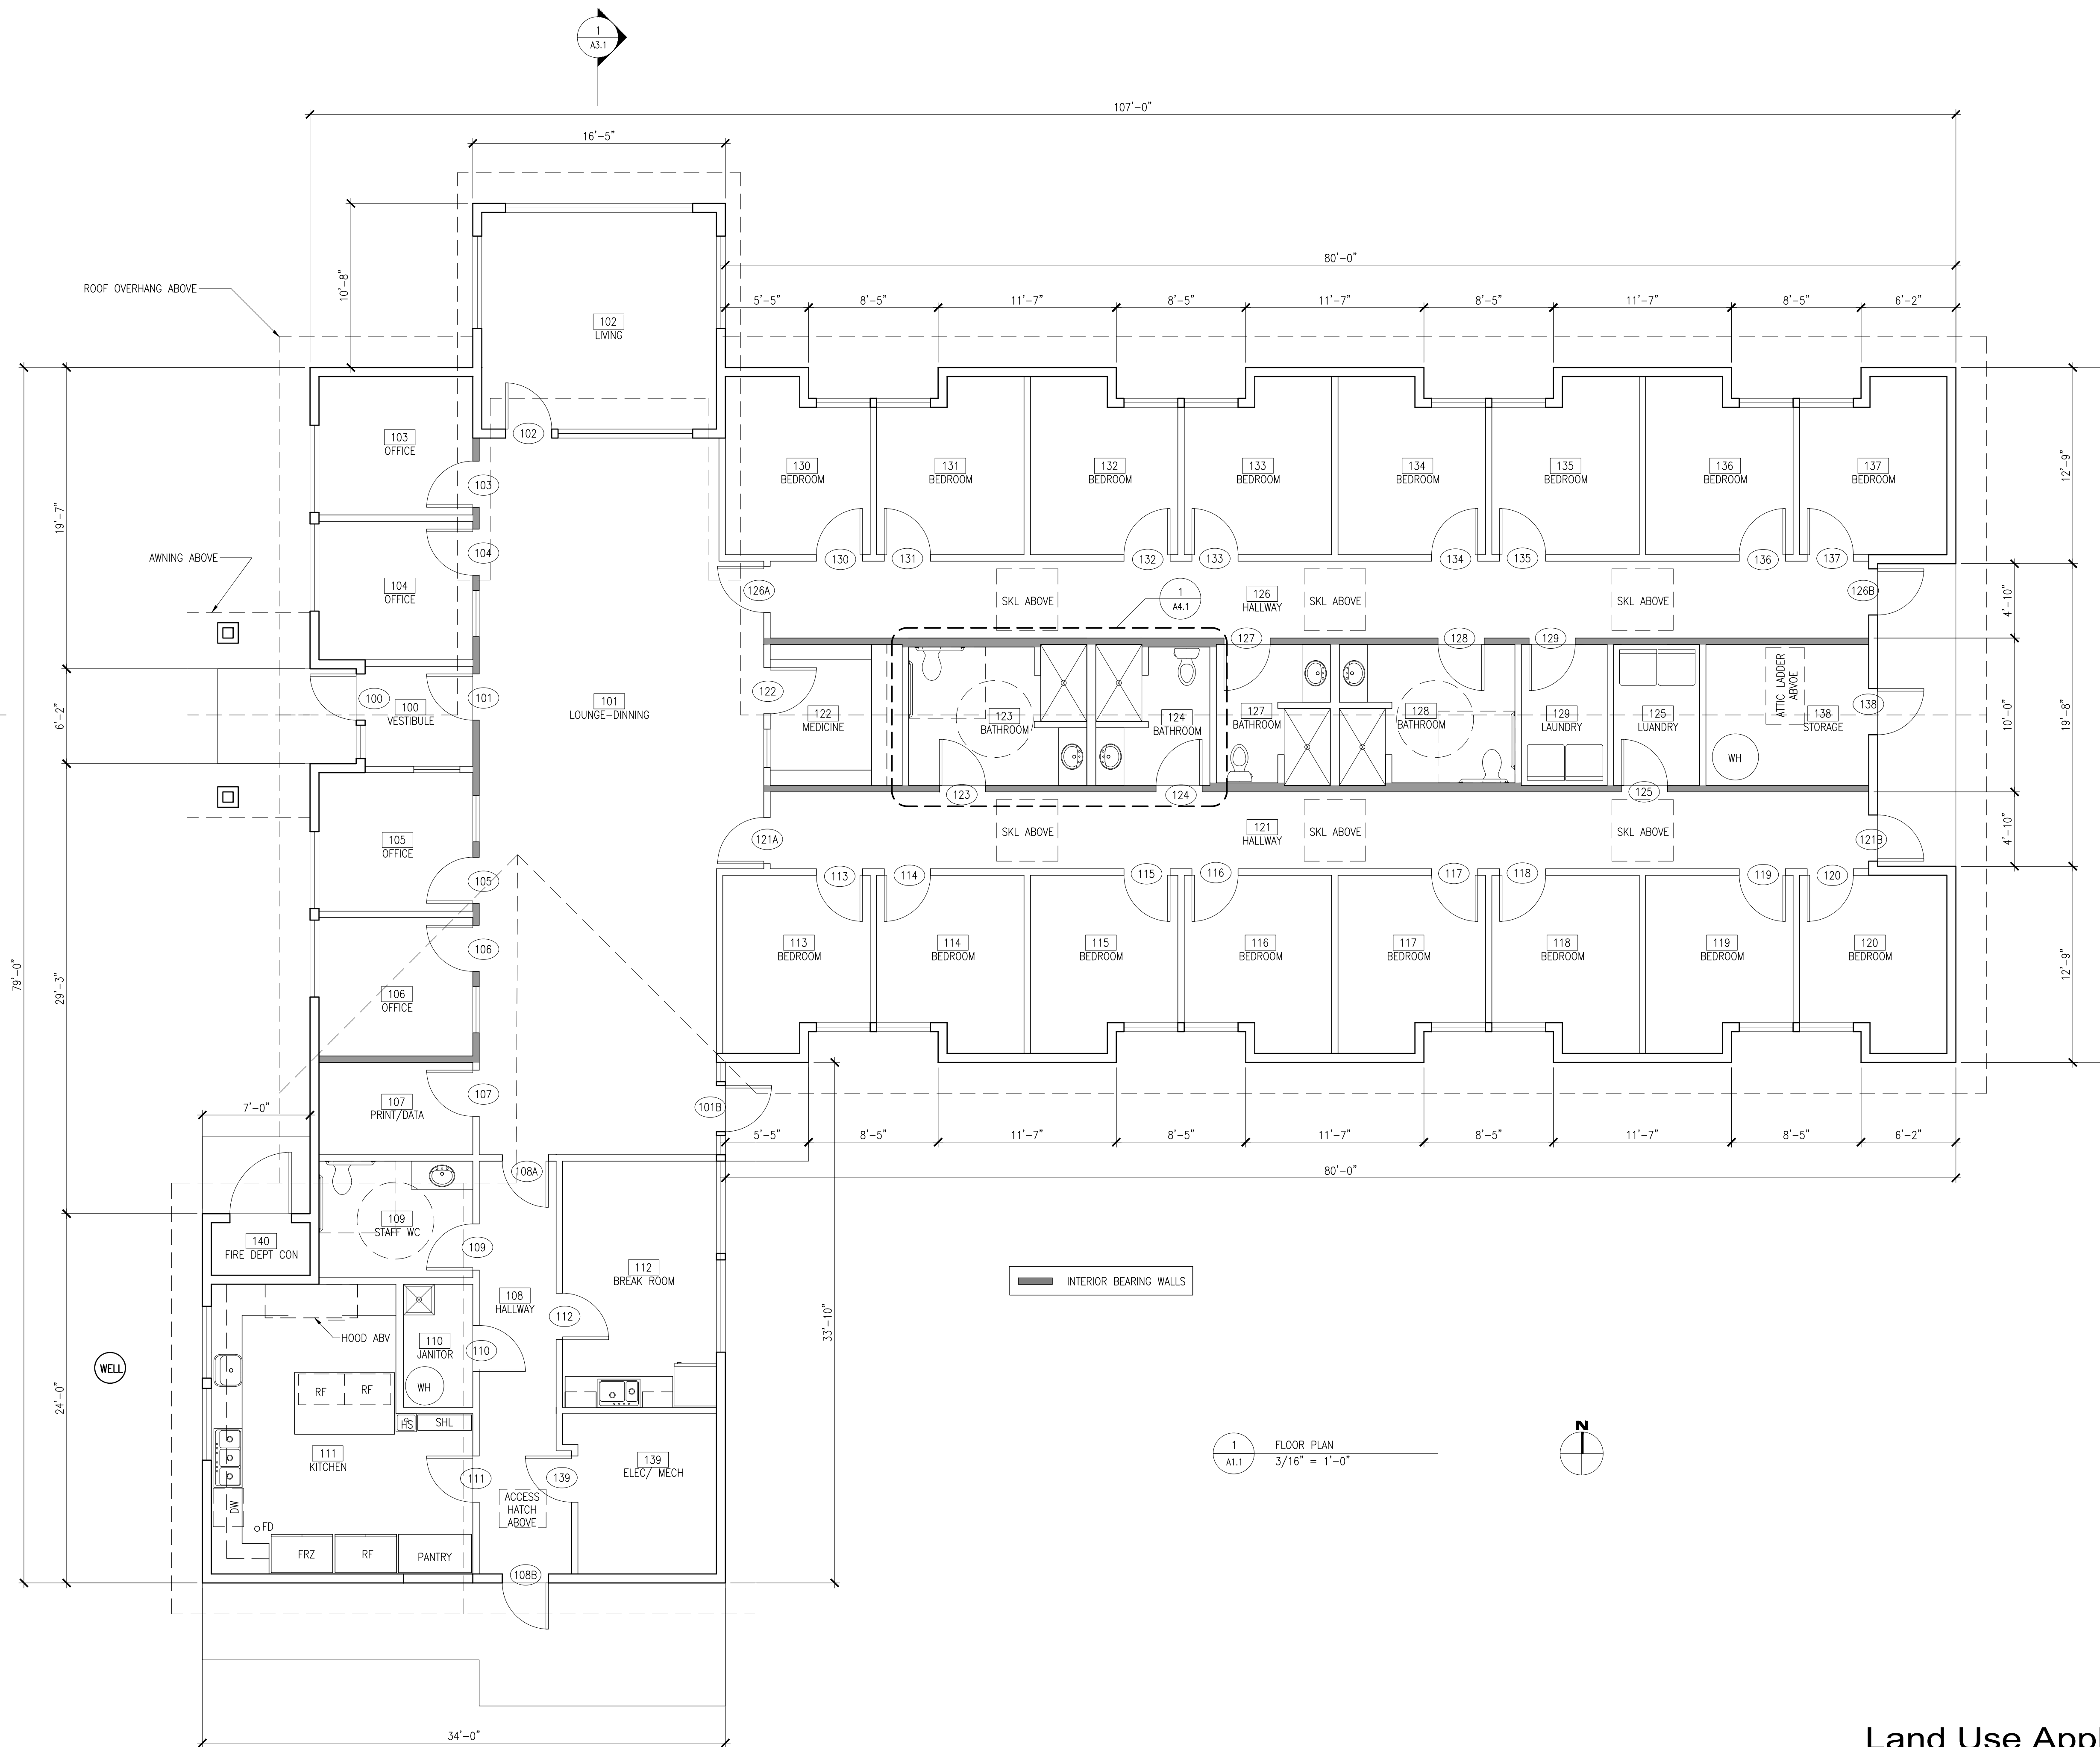 1
A3.1
107'-0"
16'-5"
80'-0"
10'-8"
ROOF OVERHANG ABOVE
5'-5"
8'-5"
11'-7"
8'-5"
11'-7"
8'-5"
11'-7"
8'-5"
6'-2"
102
LIVING
102
103
OFFICE
103
130
BEDROOM
131
BEDROOM
132
BEDROOM
133
BEDROOM
134
BEDROOM
135
BEDROOM
136
BEDROOM
137
BEDROOM
12'-9"
19'-7"
104
AWNING ABOVE
104
OFFICE
130
131
132
133
134
135
136
137
126A
SKL ABOVE
1
A4.1
126
HALLWAY
SKL ABOVE
SKL ABOVE
126B
4'-10"
127
128
129
100
100
VESTIBULE
101
101
LOUNGE-DINNING
122
122
MEDICINE
123
BATHROOM
124
BATHROOM
127
BATHROOM
128
BATHROOM
129
LAUNDRY
125
LUANDRY
ATTIC LADDER
ABVOE
138
STORAGE
138
WH
6'-2"
10'-0"
19'-8"
123
124
125
121A
SKL ABOVE
121
HALLWAY
SKL ABOVE
SKL ABOVE
121B
4'-10"
105
OFFICE
105
113
114
115
116
117
118
119
120
106
106
OFFICE
113
BEDROOM
114
BEDROOM
115
BEDROOM
116
BEDROOM
117
BEDROOM
118
BEDROOM
119
BEDROOM
120
BEDROOM
12'-9"
79'-0"
29'-3"
7'-0"
107
PRINT/DATA
107
101B
5'-5"
8'-5"
11'-7"
8'-5"
11'-7"
8'-5"
11'-7"
8'-5"
6'-2"
80'-0"
108A
109
STAFF WC
109
140
FIRE DEPT CON
112
BREAK ROOM
INTERIOR BEARING WALLS
108
HALLWAY
112
33'-10"
HOOD ABV
110
JANITOR
110
WELL
RF
RF
WH
24'-0"
HS
SHL
111
KITCHEN
111
139
139
ELEC/ MECH
1
A1.1
FLOOR PLAN
3/16" = 1'-0"
N
ACCESS
HATCH
ABOVE
DW
FD
FRZ
RF
PANTRY
108B
34'-0"
Land Use Appl